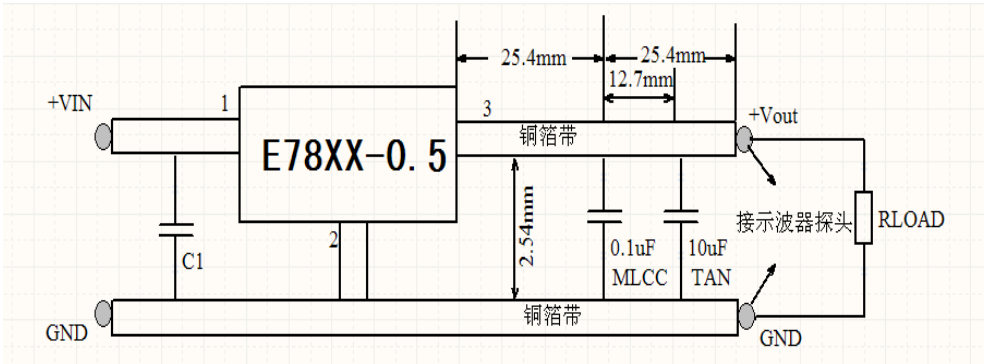 25.4mm
25.4mm
12.7mm
+VIN
1
3
+Vout
铜箔带
E78XX-0.5
2.54mm
接示波器探头
RLOAD
C1
2
0.1uF
MLCC
10uF
TAN
铜箔带
GND
GND